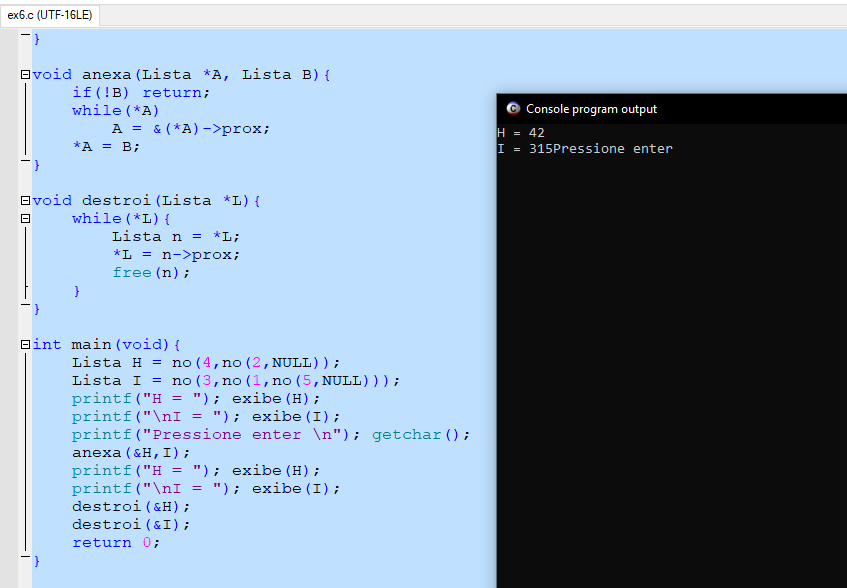 ex6.c (UTF-16LE)
}
void anexa(Lista *A, Lista B){
    if(!B) return;
    while(*A)
        A = &(*A)->prox;
    *A = B;
}
void destroi(Lista *L){
    while(*L){
        Lista n = *L;
        *L = n->prox;
        free(n);
    }
}
int main(void){
    Lista H = no(4,no(2,NULL));
    Lista I = no(3,no(1,no(5,NULL)));
    printf("H = "); exibe(H);
    printf("\nI = "); exibe(I);
    printf("Pressione enter \n"); getchar();
    anexa(&H,I);
    printf("H = "); exibe(H);
    printf("\nI = "); exibe(I);
    destroi(&H);
    destroi(&I);
    return 0;
}
Console program output
H = 42
I = 315Pressione enter